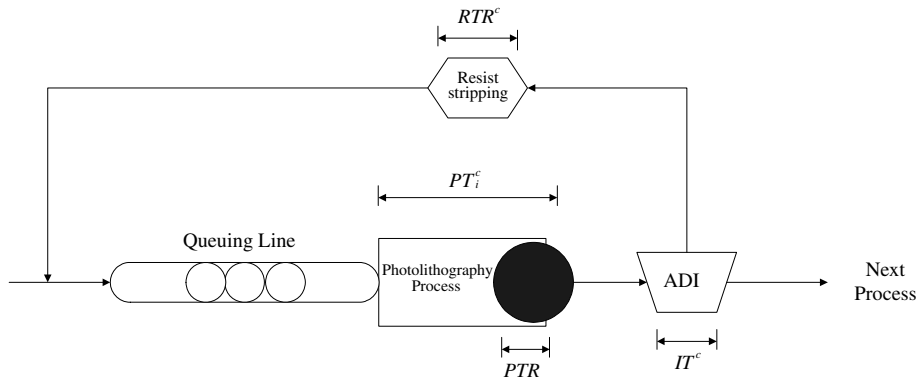 RTR^c
Resist
stripping
PT_i^c
Queuing Line
Photolithography
Process
ADI
Next
Process
PTR
IT^c